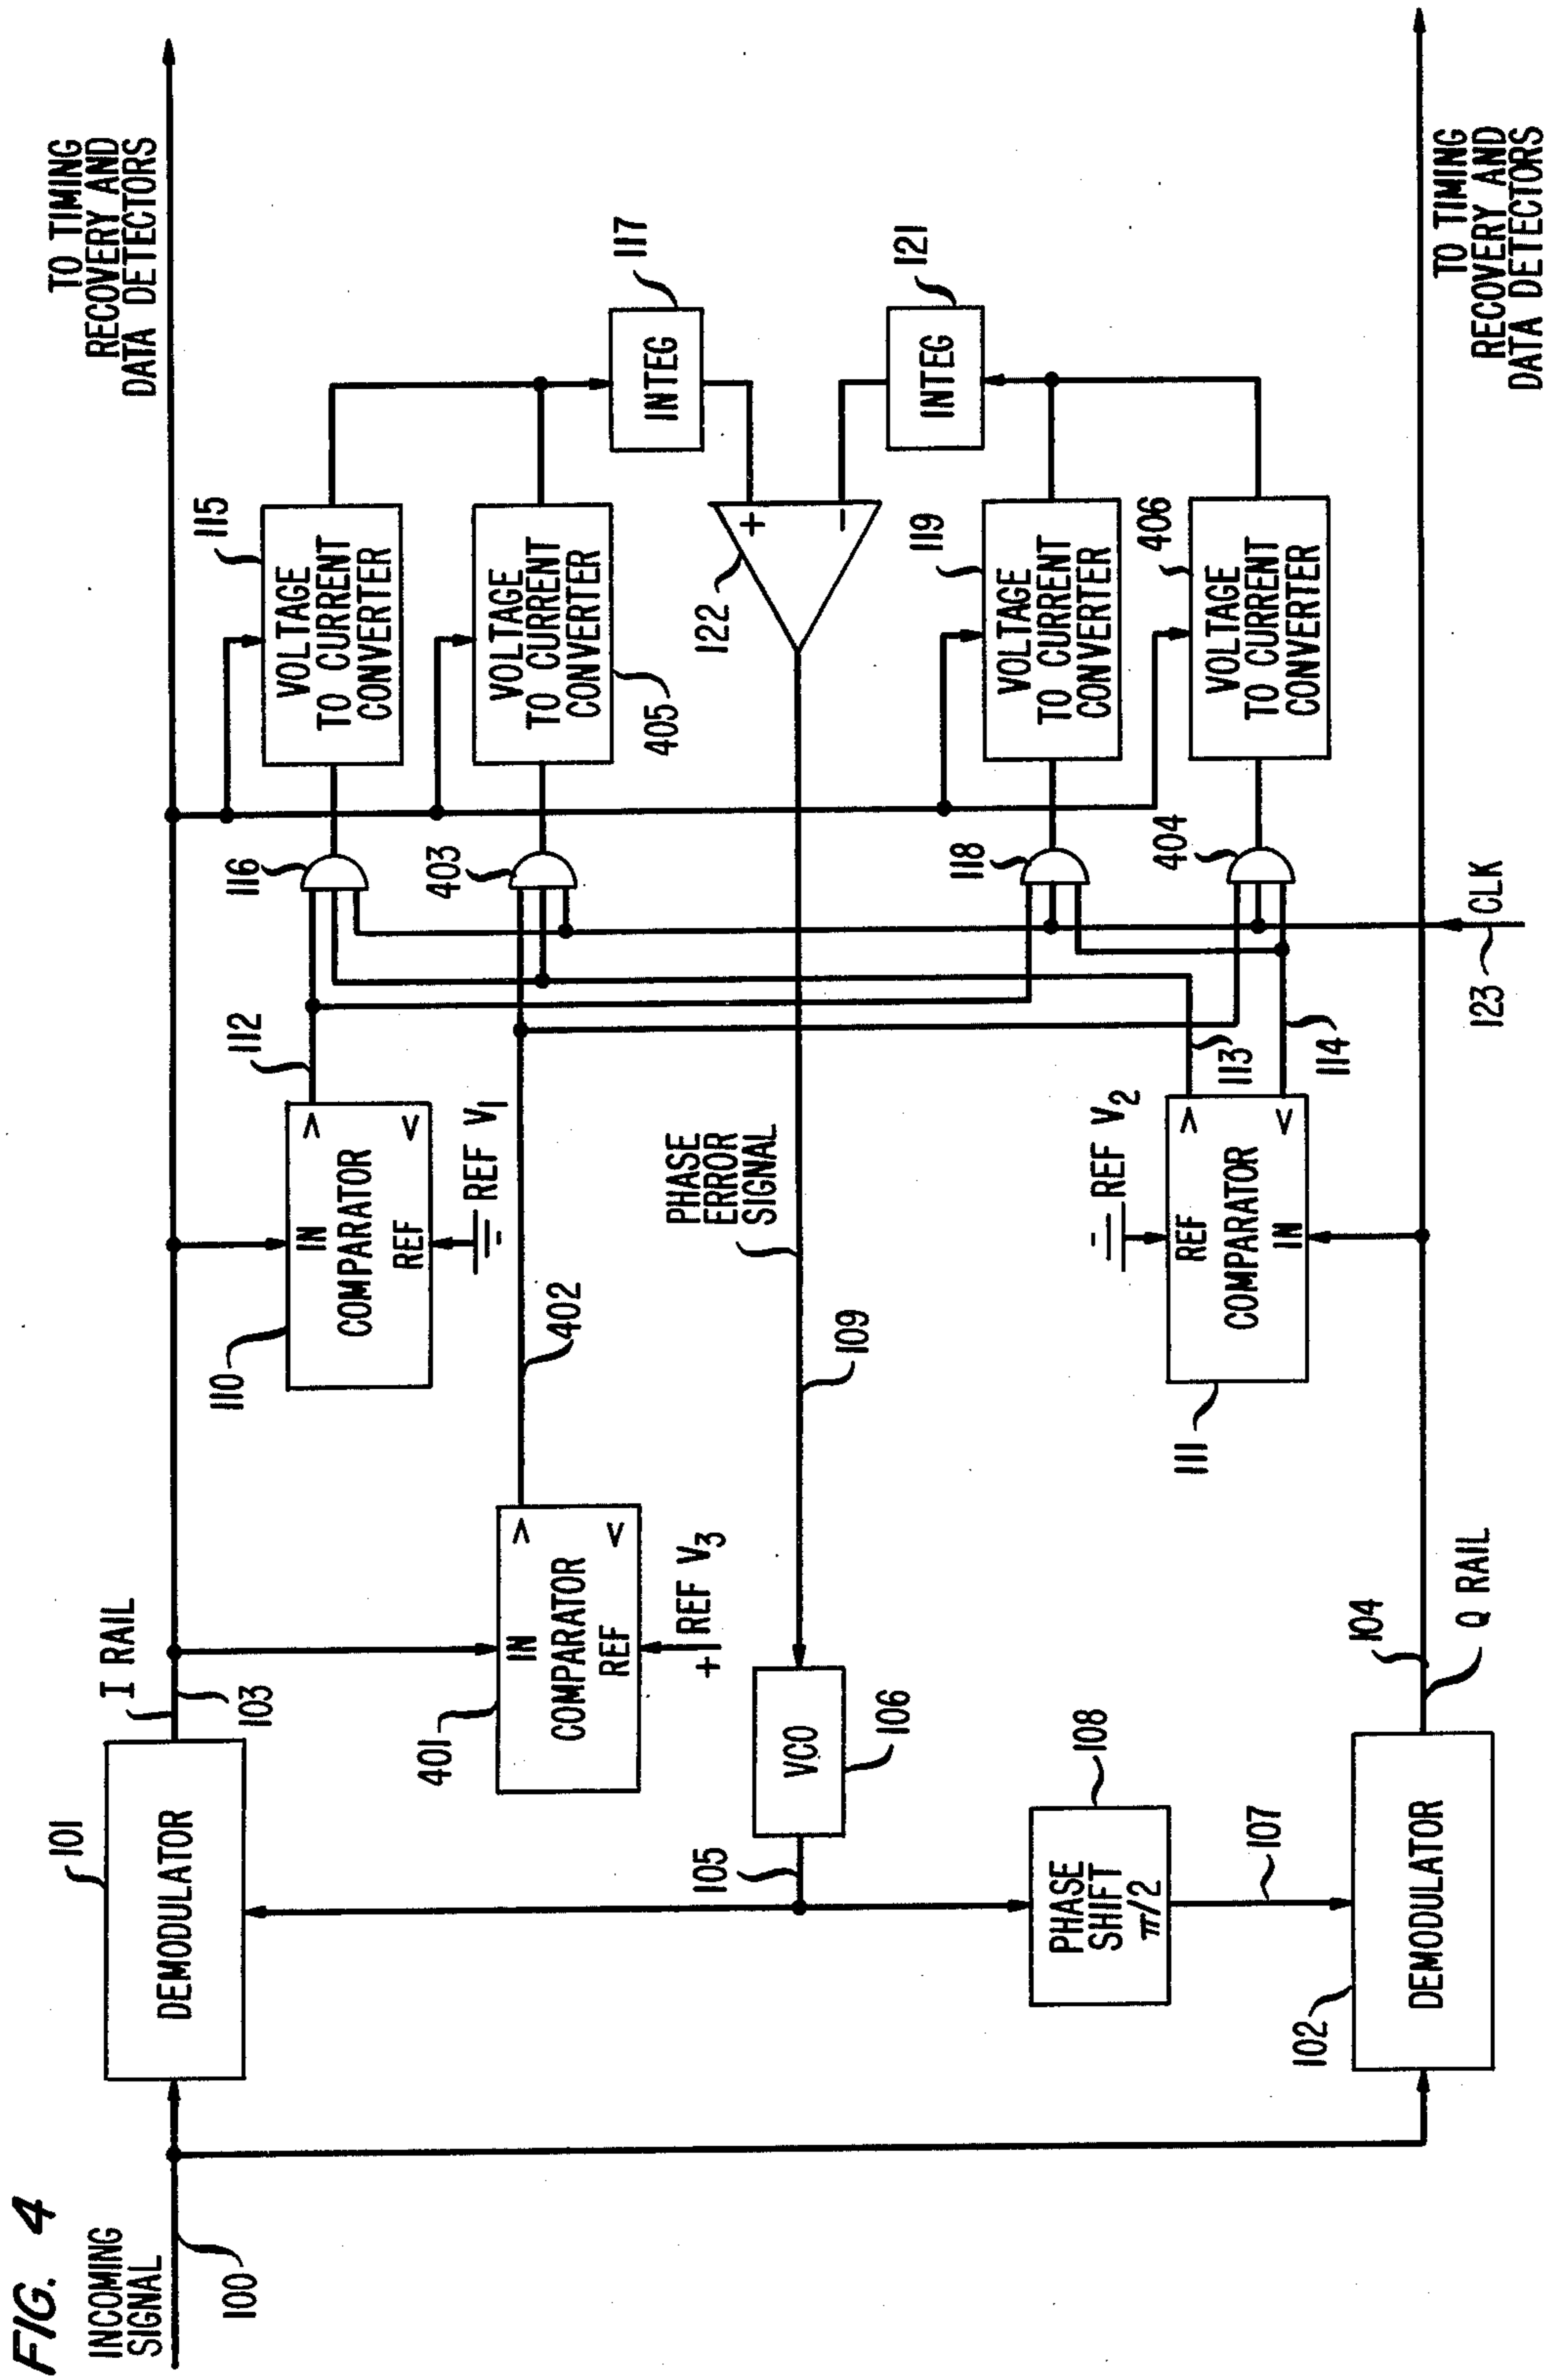 FIG. 4
INCOMING
SIGNAL
100
101
DEMODULATOR
I RAIL
103
TO TIMING
RECOVERY AND
DATA DETECTORS
110
IN
COMPARATOR
REF
>
<
REF V1
112
116
115
VOLTAGE
TO CURRENT
CONVERTER
401
IN
COMPARATOR
REF
>
<
+
REF V3
402
403
VOLTAGE
TO CURRENT
CONVERTER
405
INTEG
117
105
VCO
106
PHASE
ERROR
SIGNAL
109
122
+
−
INTEG
121
108
PHASE
SHIFT
π/2
107
REF V2
REF
COMPARATOR
IN
>
<
111
113
114
118
119
VOLTAGE
TO CURRENT
CONVERTER
404
406
VOLTAGE
TO CURRENT
CONVERTER
102
DEMODULATOR
104
Q RAIL
123
CLK
TO TIMING
RECOVERY AND
DATA DETECTORS